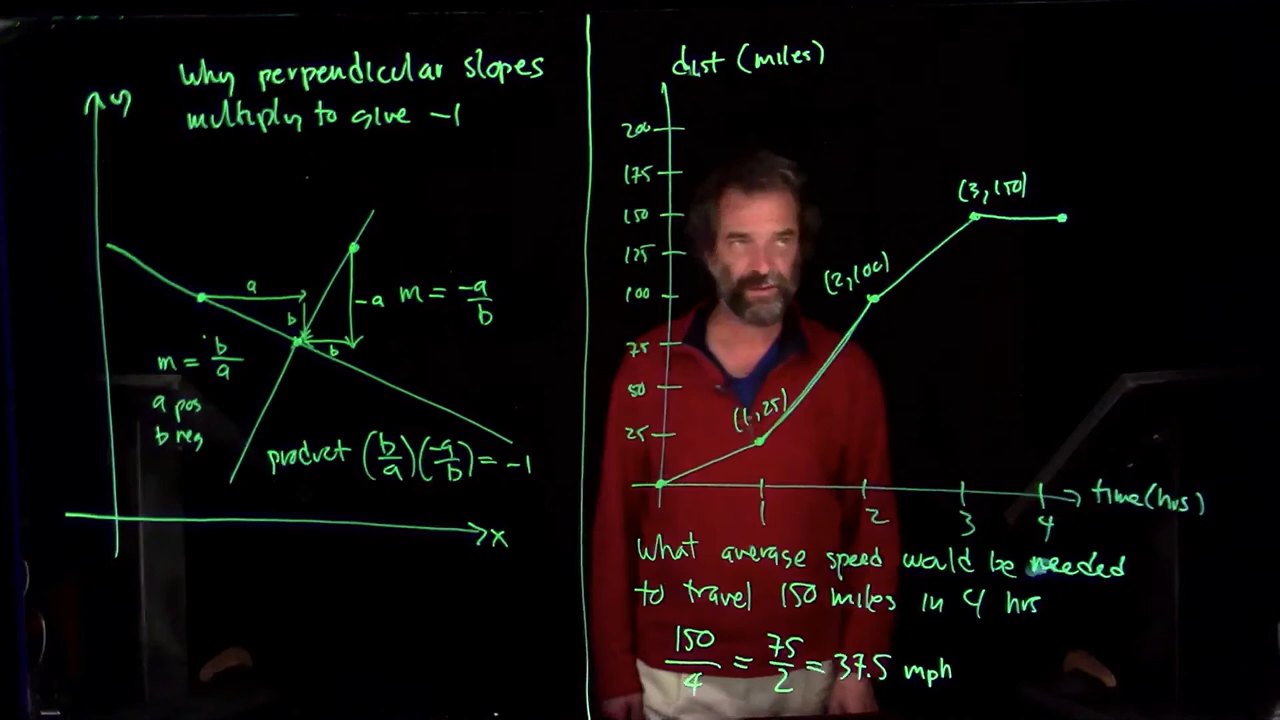 Why perpendicular slopes
multiply to give -1
y
a
b
-a
b
m = -a/b
m = b/a
a pos
b neg
product (b/a)(-a/b) = -1
x
dist (miles)
200
175
150
125
100
75
50
25
(3,150)
(2,100)
(1,25)
1 2 3 4
time (hrs)
What average speed would be needed
to travel 150 miles in 4 hrs
150/4 = 75/2 = 37.5 mph